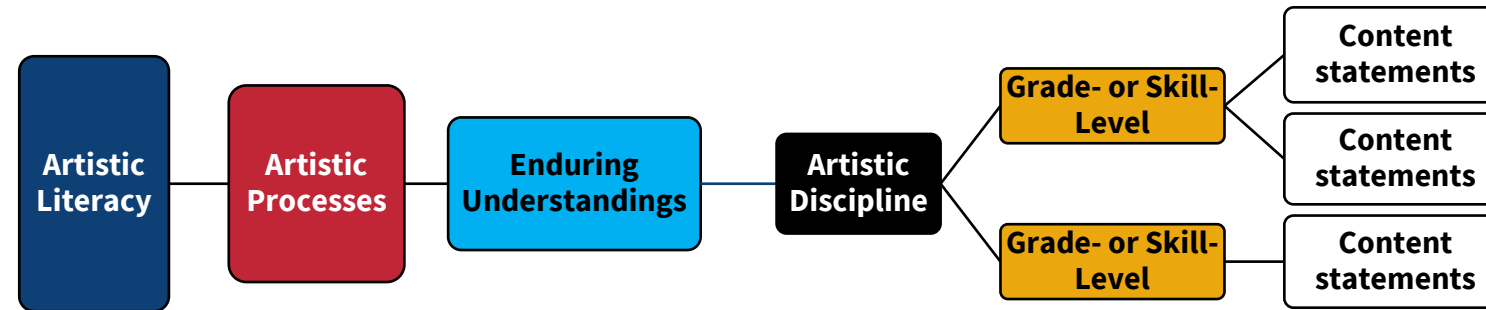 Artistic
Literacy
Artistic
Processes
Enduring
Understandings
Artistic
Discipline
Grade- or Skill-
Level
Content
statements
Content
statements
Grade- or Skill-
Level
Content
statements